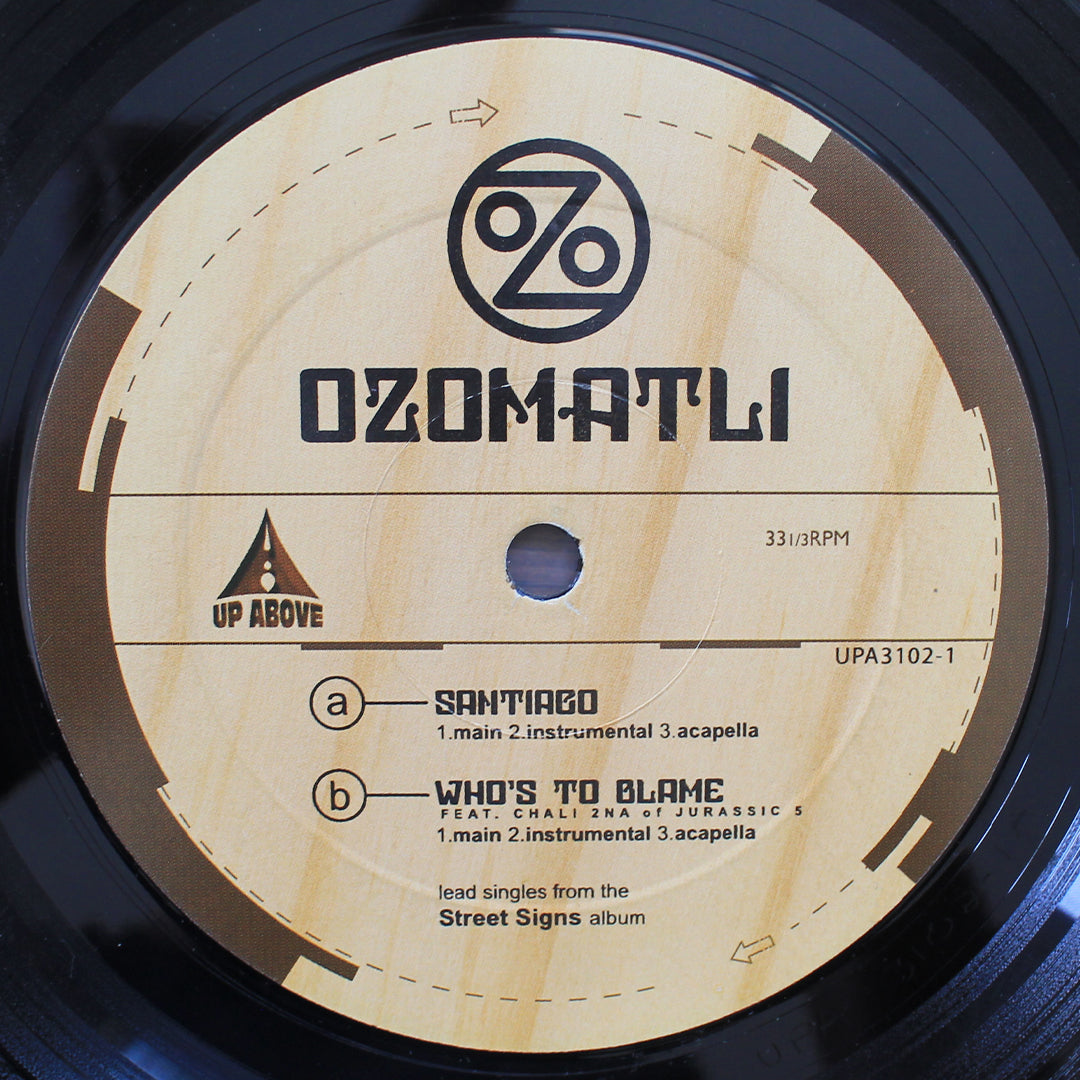 OZO
OZOMATLI
33 1/3RPM
UP ABOVE
UPA3102-1
a SANTIAGO
1.main 2.instrumental 3.acapella
b WHO'S TO BLAME
FEAT. CHALI 2NA of JURASSIC 5
1.main 2.instrumental 3.acapella
lead singles from the
Street Signs album